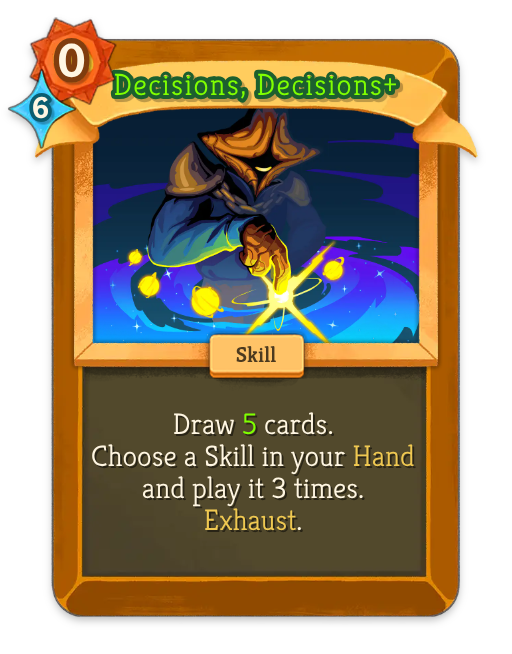 0
6
Decisions, Decisions+
Skill
Draw 5 cards.
Choose a Skill in your Hand
and play it 3 times.
Exhaust.